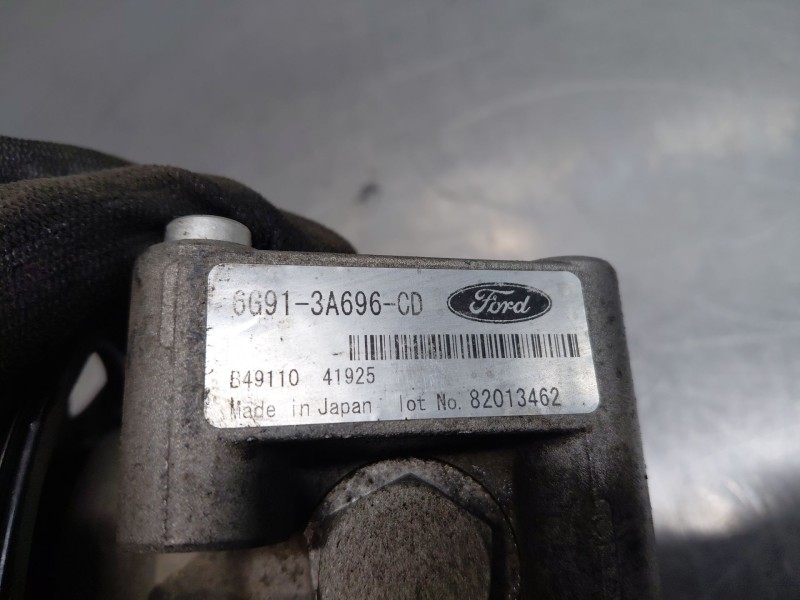 6G91-3A696-CD Ford
B49110 41925
Made in Japan lot No. 82013462